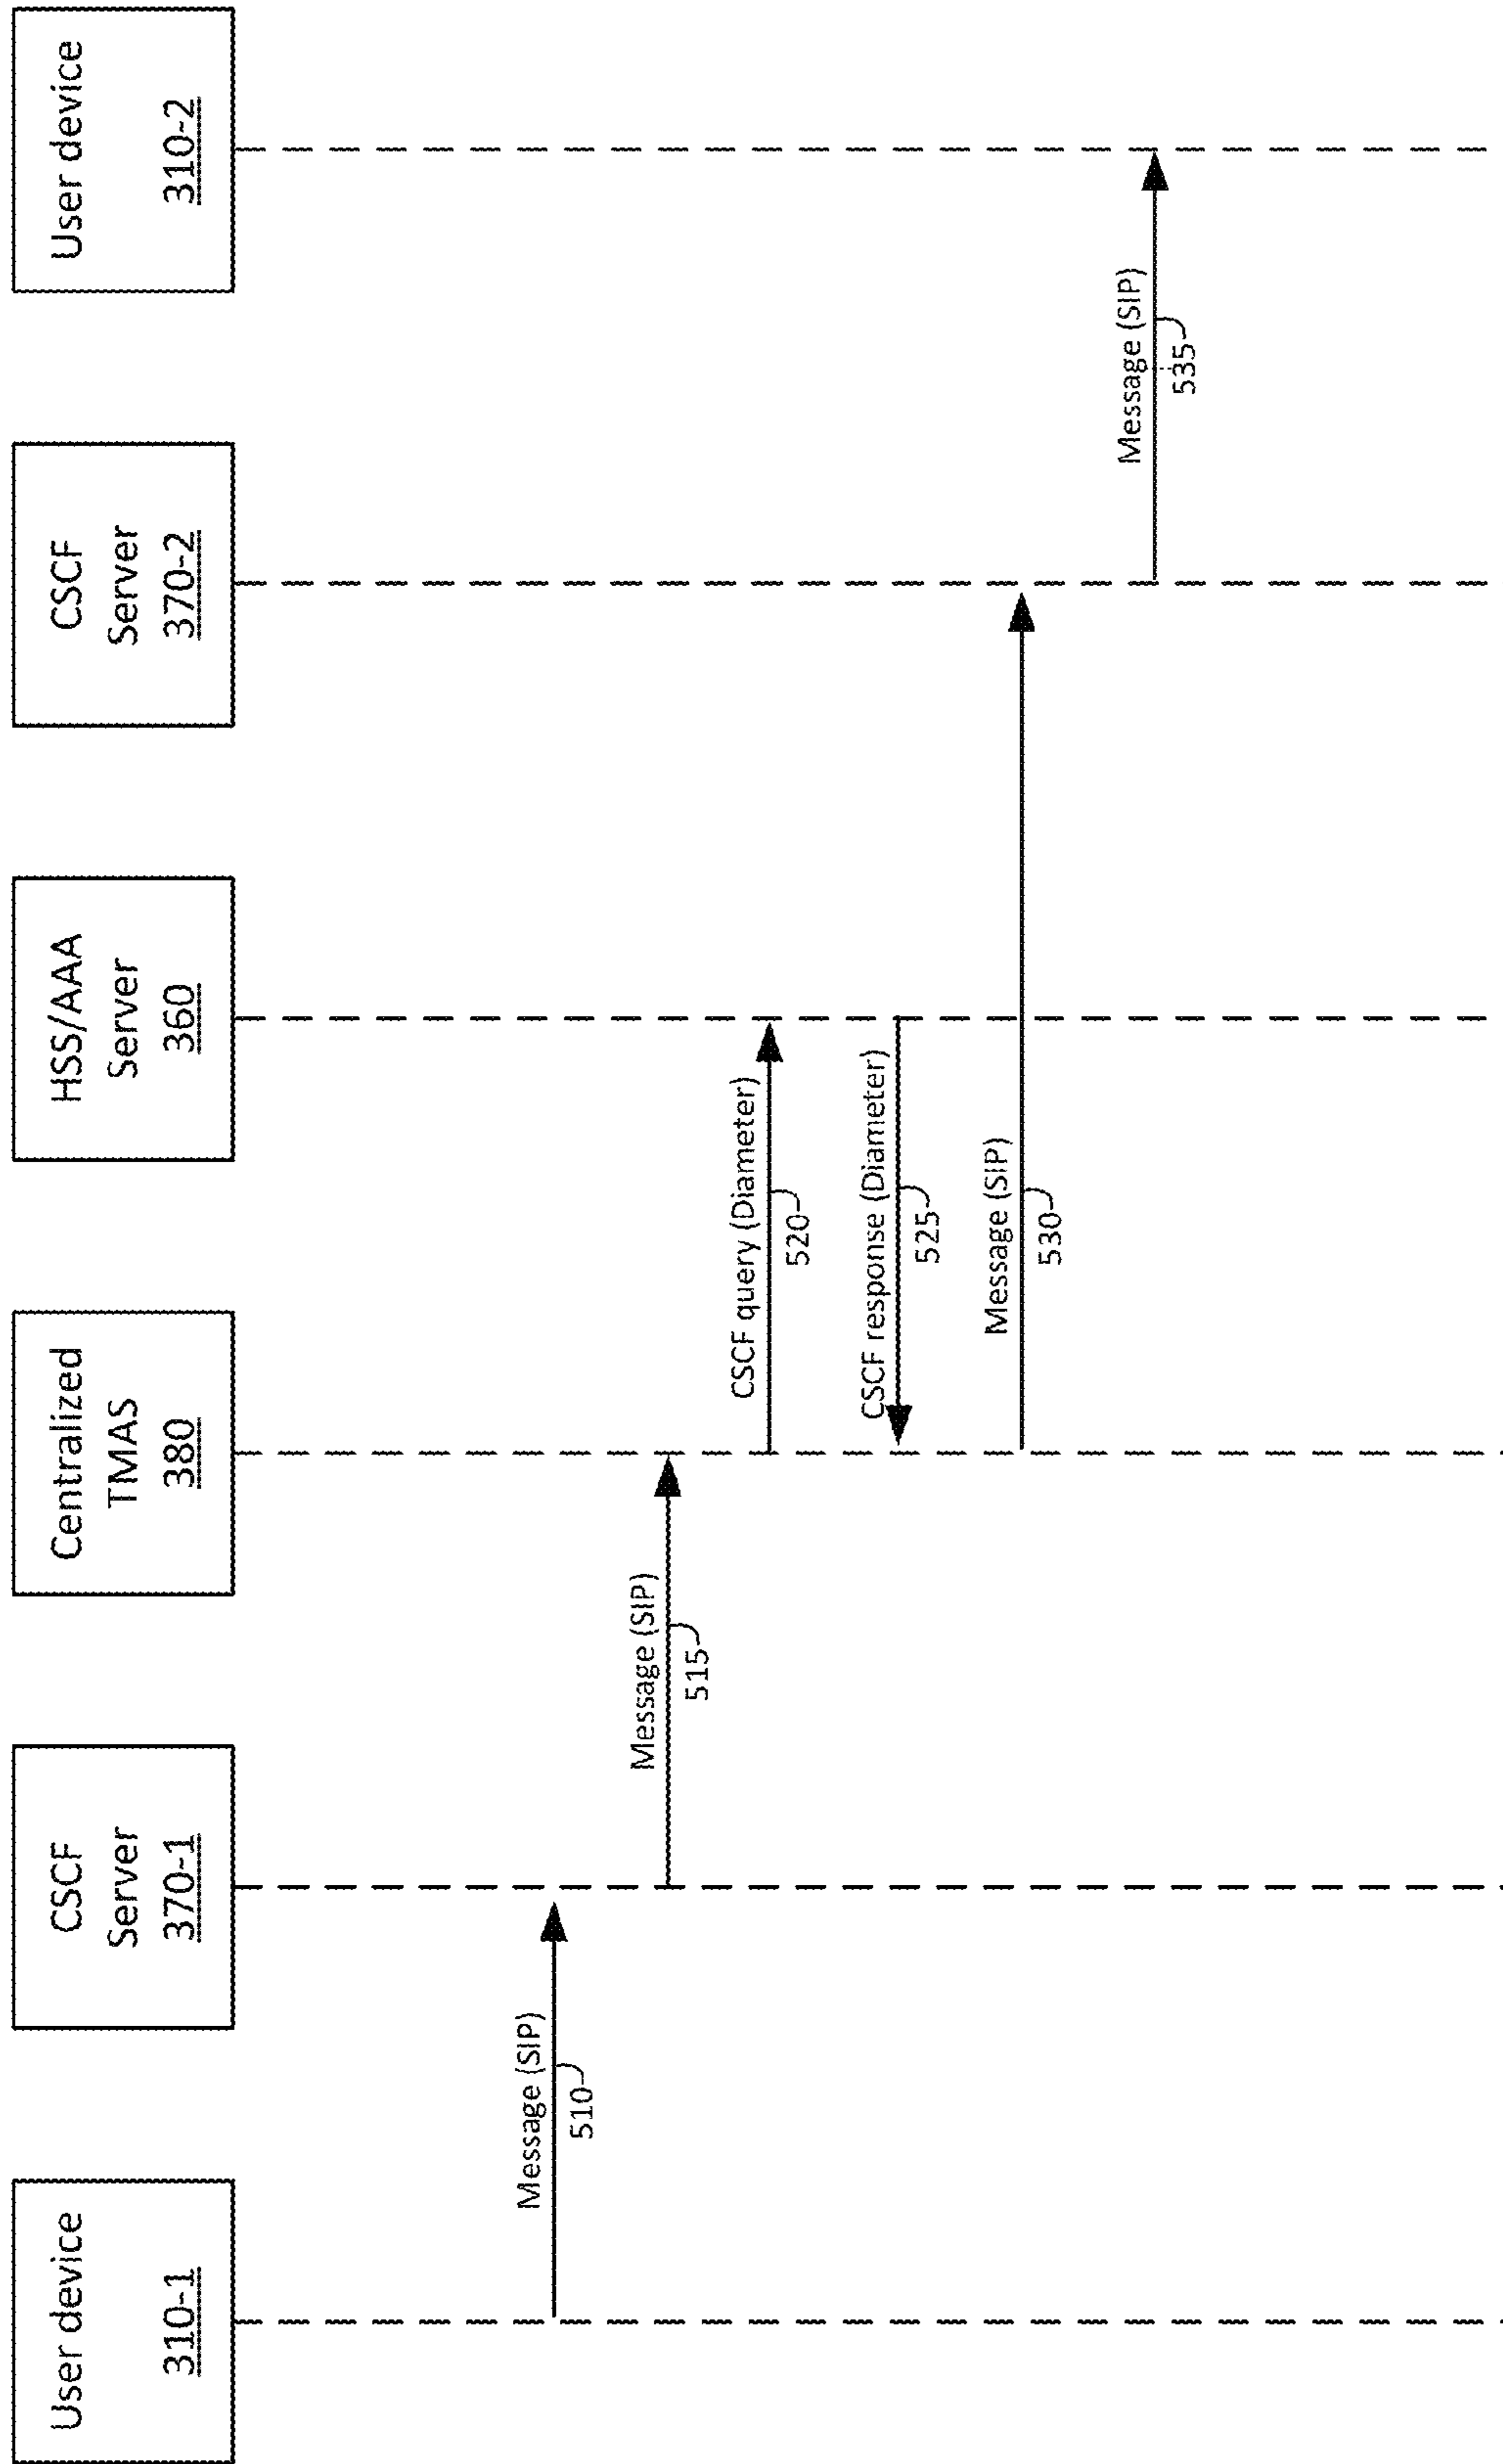 User device
310-1
CSCF
Server
370-1
Centralized
TMAS
380
HSS/AAA
Server
360
CSCF
Server
370-2
User device
310-2
Message (SIP)
510
Message (SIP)
515
CSCF query (Diameter)
520
CSCF response (Diameter)
525
Message (SIP)
530
Message (SIP)
535